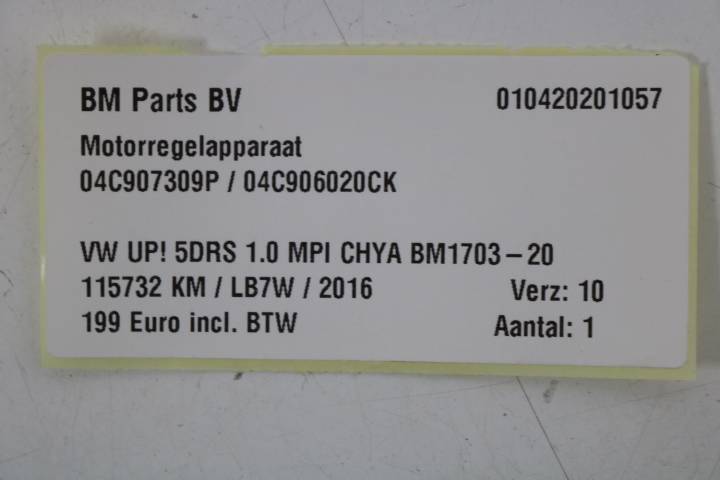 BM Parts BV 010420201057
Motorregelapparaat
04C907309P / 04C906020CK
VW UP! 5DRS 1.0 MPI CHYA BM1703-20
115732 KM / LB7W / 2016 Verz: 10
199 Euro incl. BTW Aantal: 1